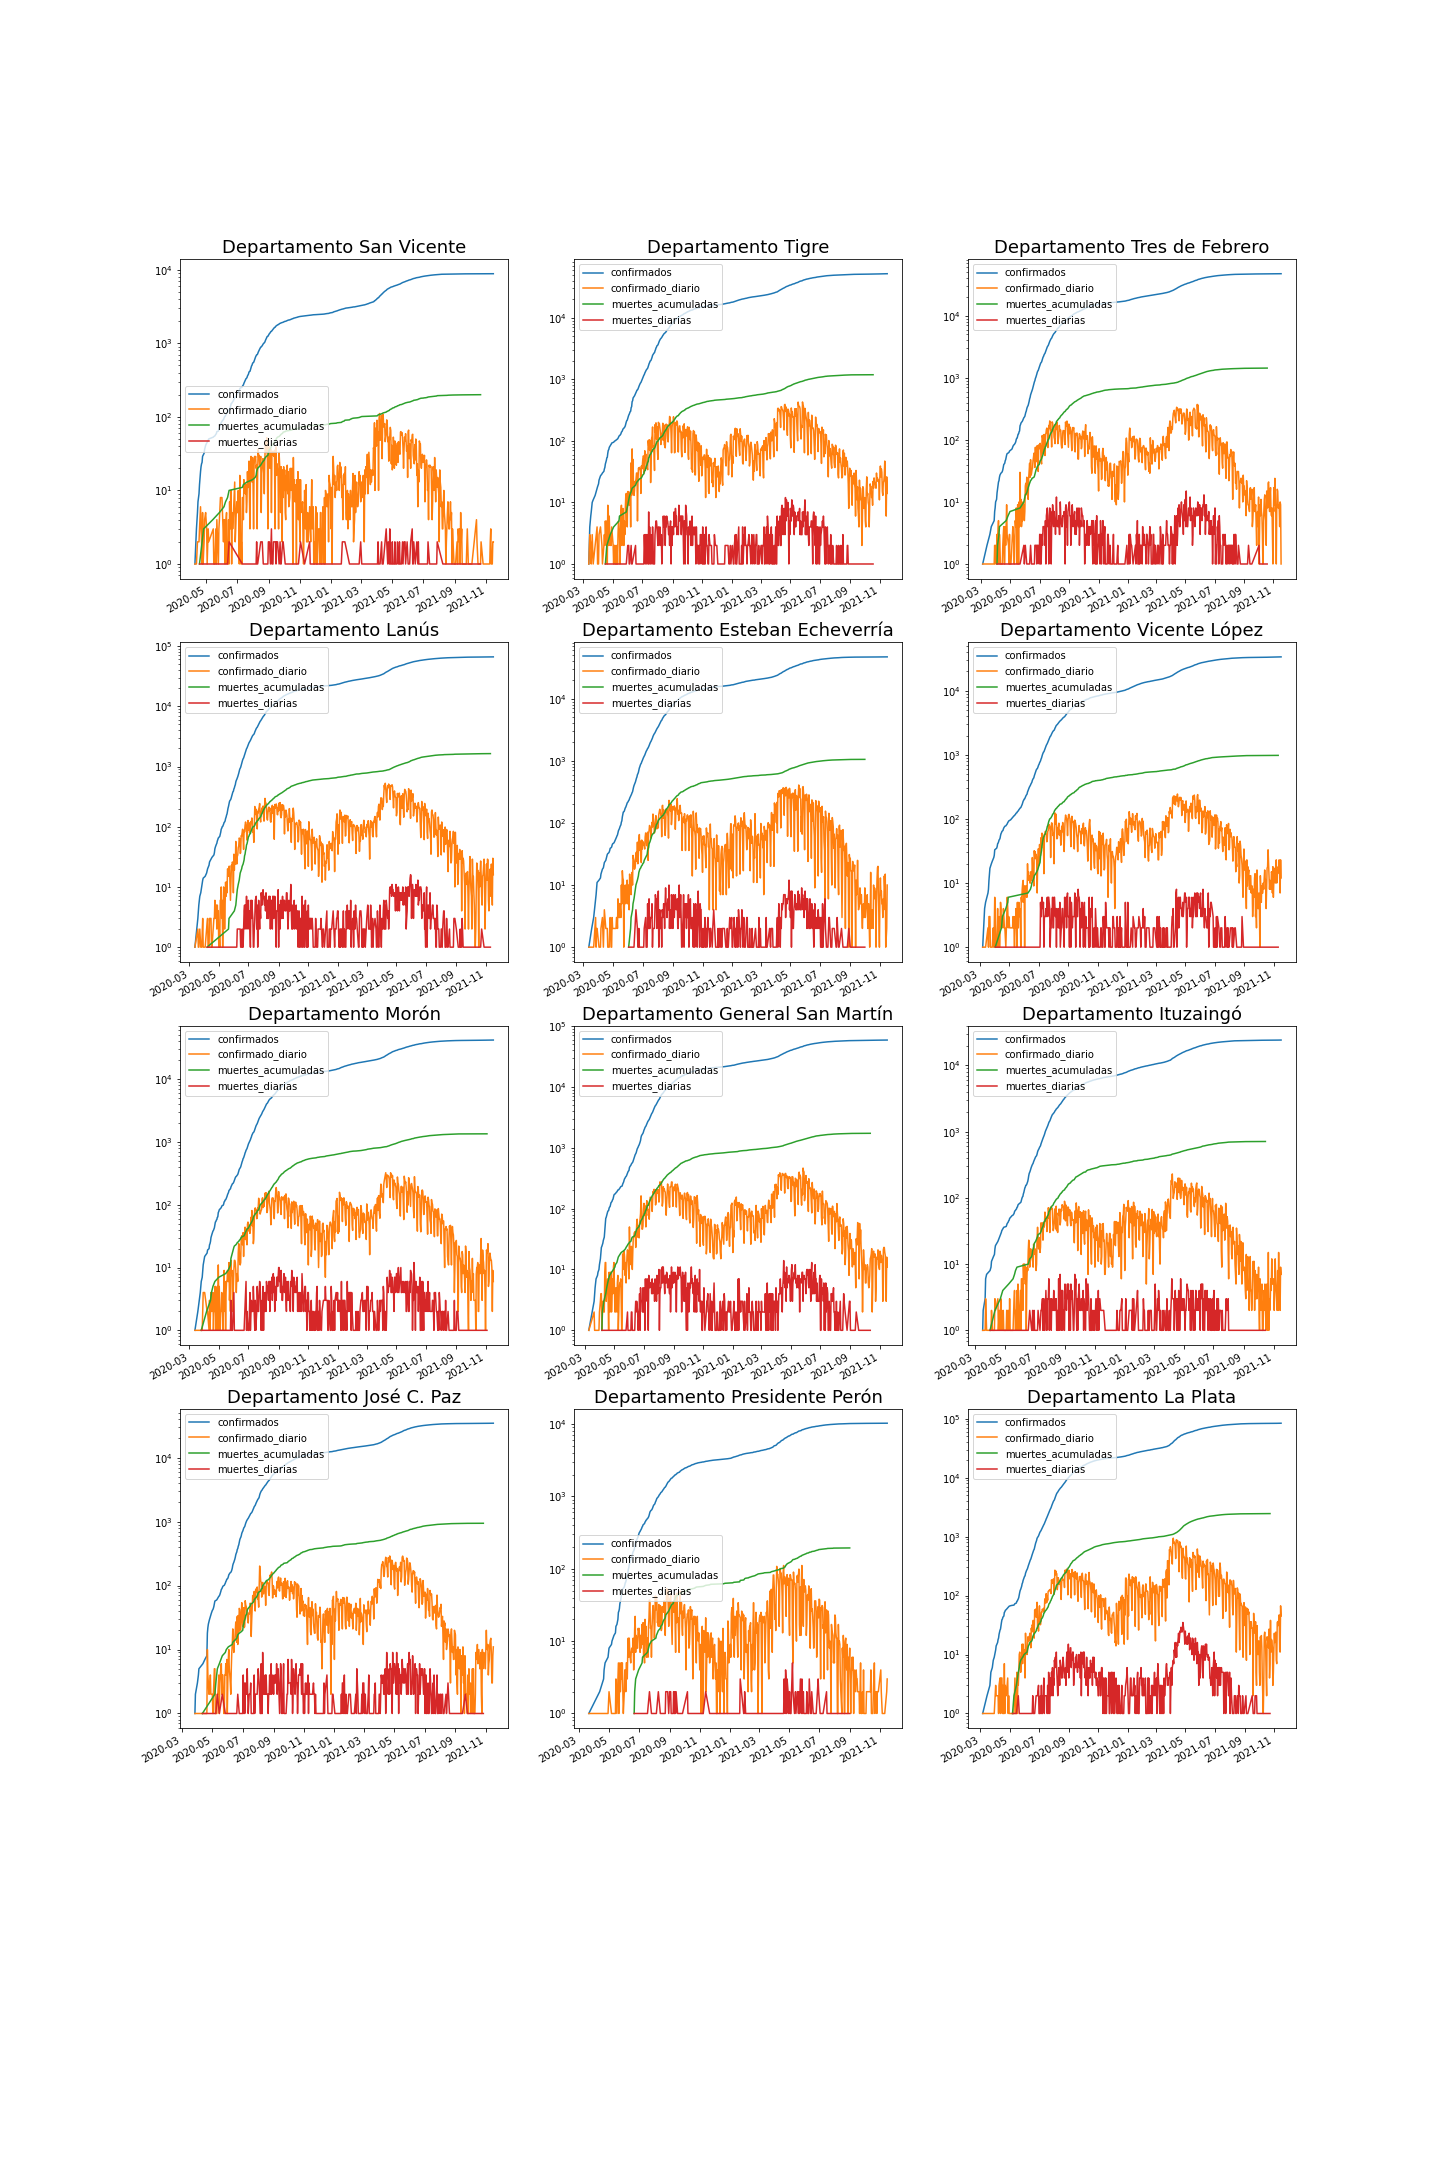 Departamento San Vicente
10⁴
10³
10²
10¹
10⁰
confirmados
confirmado_diario
muertes_acumuladas
muertes_diarias
2020-05 2020-07 2020-09 2020-11 2021-01 2021-03 2021-05 2021-07 2021-09 2021-11
Departamento Tigre
10⁴
10³
10²
10¹
10⁰
confirmados
confirmado_diario
muertes_acumuladas
muertes_diarias
2020-03 2020-05 2020-07 2020-09 2020-11 2021-01 2021-03 2021-05 2021-07 2021-09 2021-11
Departamento Tres de Febrero
10⁴
10³
10²
10¹
10⁰
confirmados
confirmado_diario
muertes_acumuladas
muertes_diarias
2020-03 2020-05 2020-07 2020-09 2020-11 2021-01 2021-03 2021-05 2021-07 2021-09 2021-11
Departamento Lanús
10⁵
10⁴
10³
10²
10¹
10⁰
confirmados
confirmado_diario
muertes_acumuladas
muertes_diarias
2020-03 2020-05 2020-07 2020-09 2020-11 2021-01 2021-03 2021-05 2021-07 2021-09 2021-11
Departamento Esteban Echeverría
10⁴
10³
10²
10¹
10⁰
confirmados
confirmado_diario
muertes_acumuladas
muertes_diarias
2020-03 2020-05 2020-07 2020-09 2020-11 2021-01 2021-03 2021-05 2021-07 2021-09 2021-11
Departamento Vicente López
10⁴
10³
10²
10¹
10⁰
confirmados
confirmado_diario
muertes_acumuladas
muertes_diarias
2020-03 2020-05 2020-07 2020-09 2020-11 2021-01 2021-03 2021-05 2021-07 2021-09 2021-11
Departamento Morón
10⁴
10³
10²
10¹
10⁰
confirmados
confirmado_diario
muertes_acumuladas
muertes_diarias
2020-03 2020-05 2020-07 2020-09 2020-11 2021-01 2021-03 2021-05 2021-07 2021-09 2021-11
Departamento General San Martín
10⁵
10⁴
10³
10²
10¹
10⁰
confirmados
confirmado_diario
muertes_acumuladas
muertes_diarias
2020-03 2020-05 2020-07 2020-09 2020-11 2021-01 2021-03 2021-05 2021-07 2021-09 2021-11
Departamento Ituzaingó
10⁴
10³
10²
10¹
10⁰
confirmados
confirmado_diario
muertes_acumuladas
muertes_diarias
2020-03 2020-05 2020-07 2020-09 2020-11 2021-01 2021-03 2021-05 2021-07 2021-09 2021-11
Departamento José C. Paz
10⁴
10³
10²
10¹
10⁰
confirmados
confirmado_diario
muertes_acumuladas
muertes_diarias
2020-03 2020-05 2020-07 2020-09 2020-11 2021-01 2021-03 2021-05 2021-07 2021-09 2021-11
Departamento Presidente Perón
10⁴
10³
10²
10¹
10⁰
confirmados
confirmado_diario
muertes_acumuladas
muertes_diarias
2020-03 2020-05 2020-07 2020-09 2020-11 2021-01 2021-03 2021-05 2021-07 2021-09 2021-11
Departamento La Plata
10⁵
10⁴
10³
10²
10¹
10⁰
confirmados
confirmado_diario
muertes_acumuladas
muertes_diarias
2020-03 2020-05 2020-07 2020-09 2020-11 2021-01 2021-03 2021-05 2021-07 2021-09 2021-11